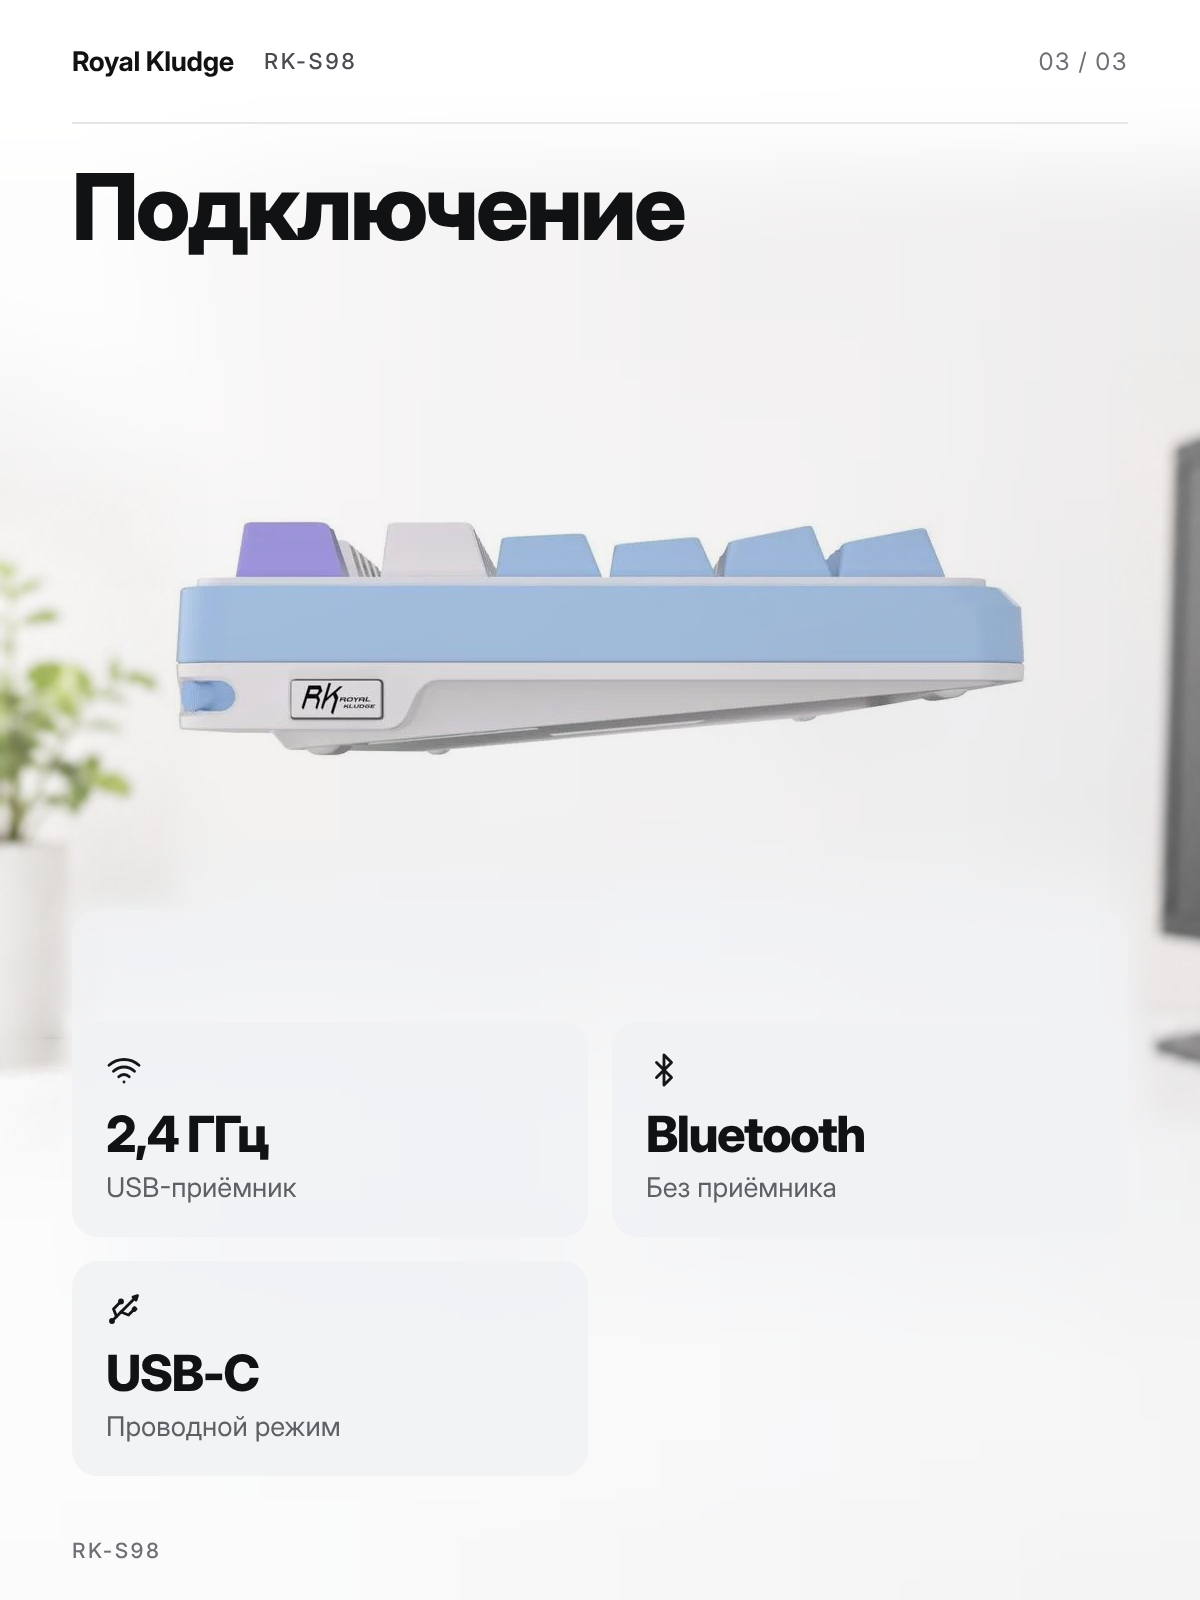 Royal Kludge RK-S98 03 / 03
Подключение
RK ROYAL
KLUDGE
2,4 ГГц
USB-приёмник
Bluetooth
Без приёмника
USB-C
Проводной режим
RK-S98